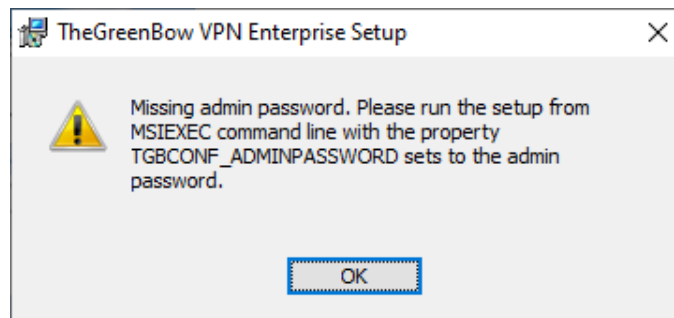 TheGreenBow VPN Enterprise Setup
Missing admin password. Please run the setup from
MSIEXEC command line with the property
TGBCONF_ADMINPASSWORD sets to the admin
password.
OK